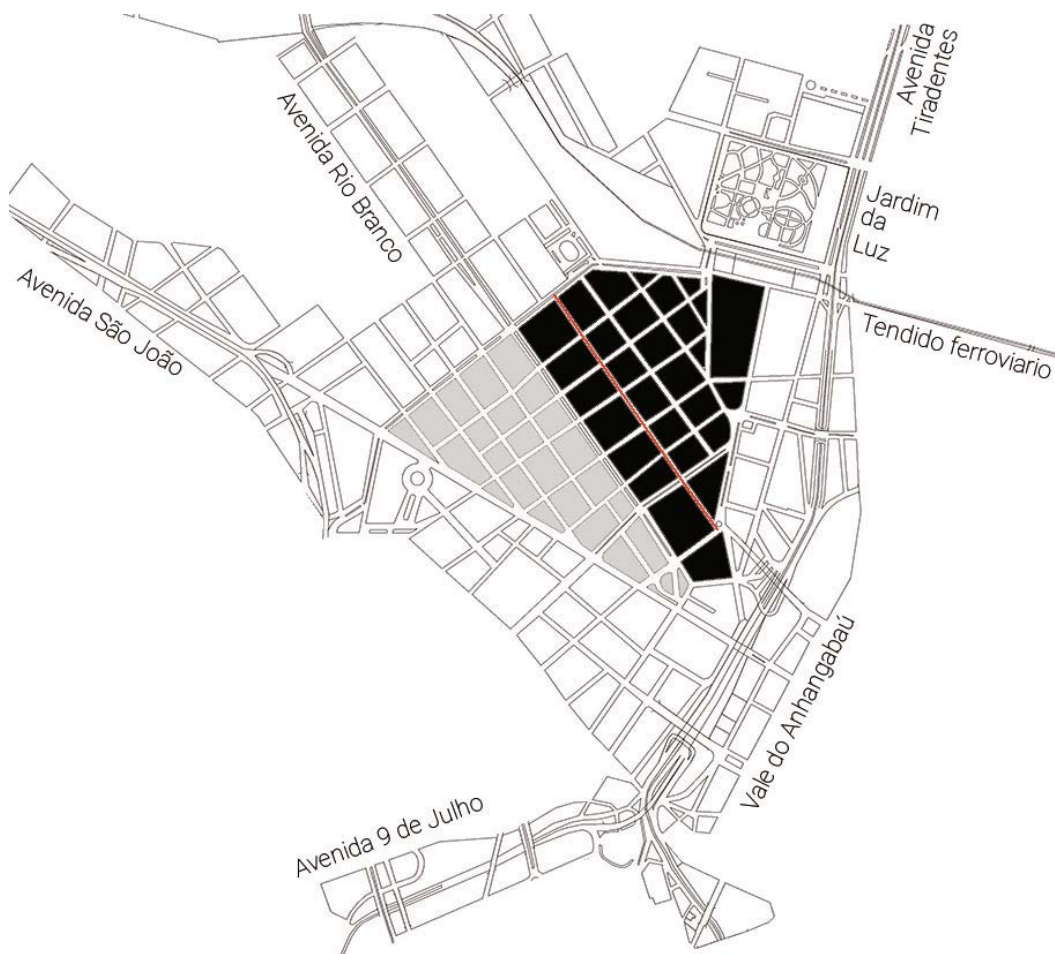 Avenida
Tiradentes
Avenida Rio Branco
Jardim
da
Luz
Avenida São João
Tendido ferroviario
Vale do Anhangabaú
Avenida 9 de Julho